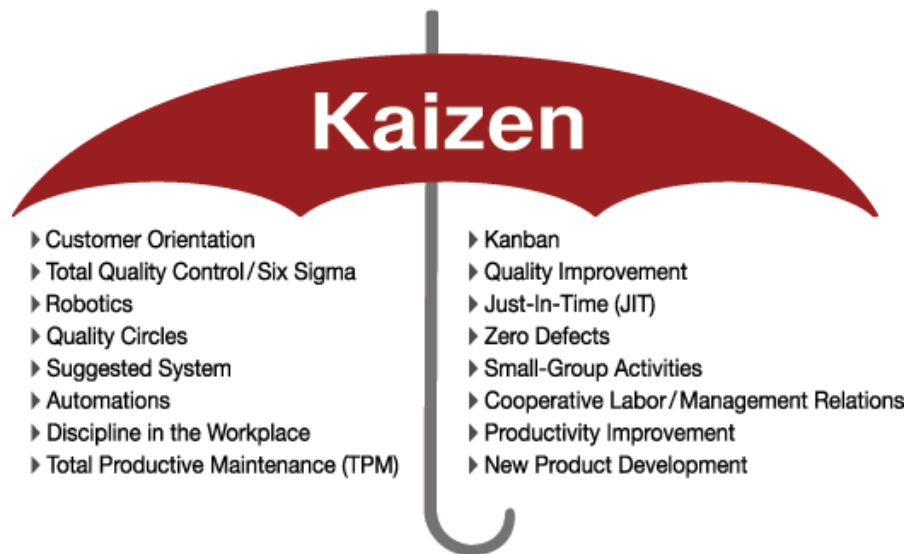 Kaizen
Customer Orientation
Total Quality Control/Six Sigma
Robotics
Quality Circles
Suggested System
Automations
Discipline in the Workplace
Total Productive Maintenance (TPM)
Kanban
Quality Improvement
Just-In-Time (JIT)
Zero Defects
Small-Group Activities
Cooperative Labor/Management Relations
Productivity Improvement
New Product Development